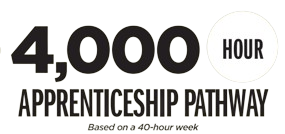 4,000 HOUR
APPRENTICESHIP PATHWAY
Based on a 40-hour week